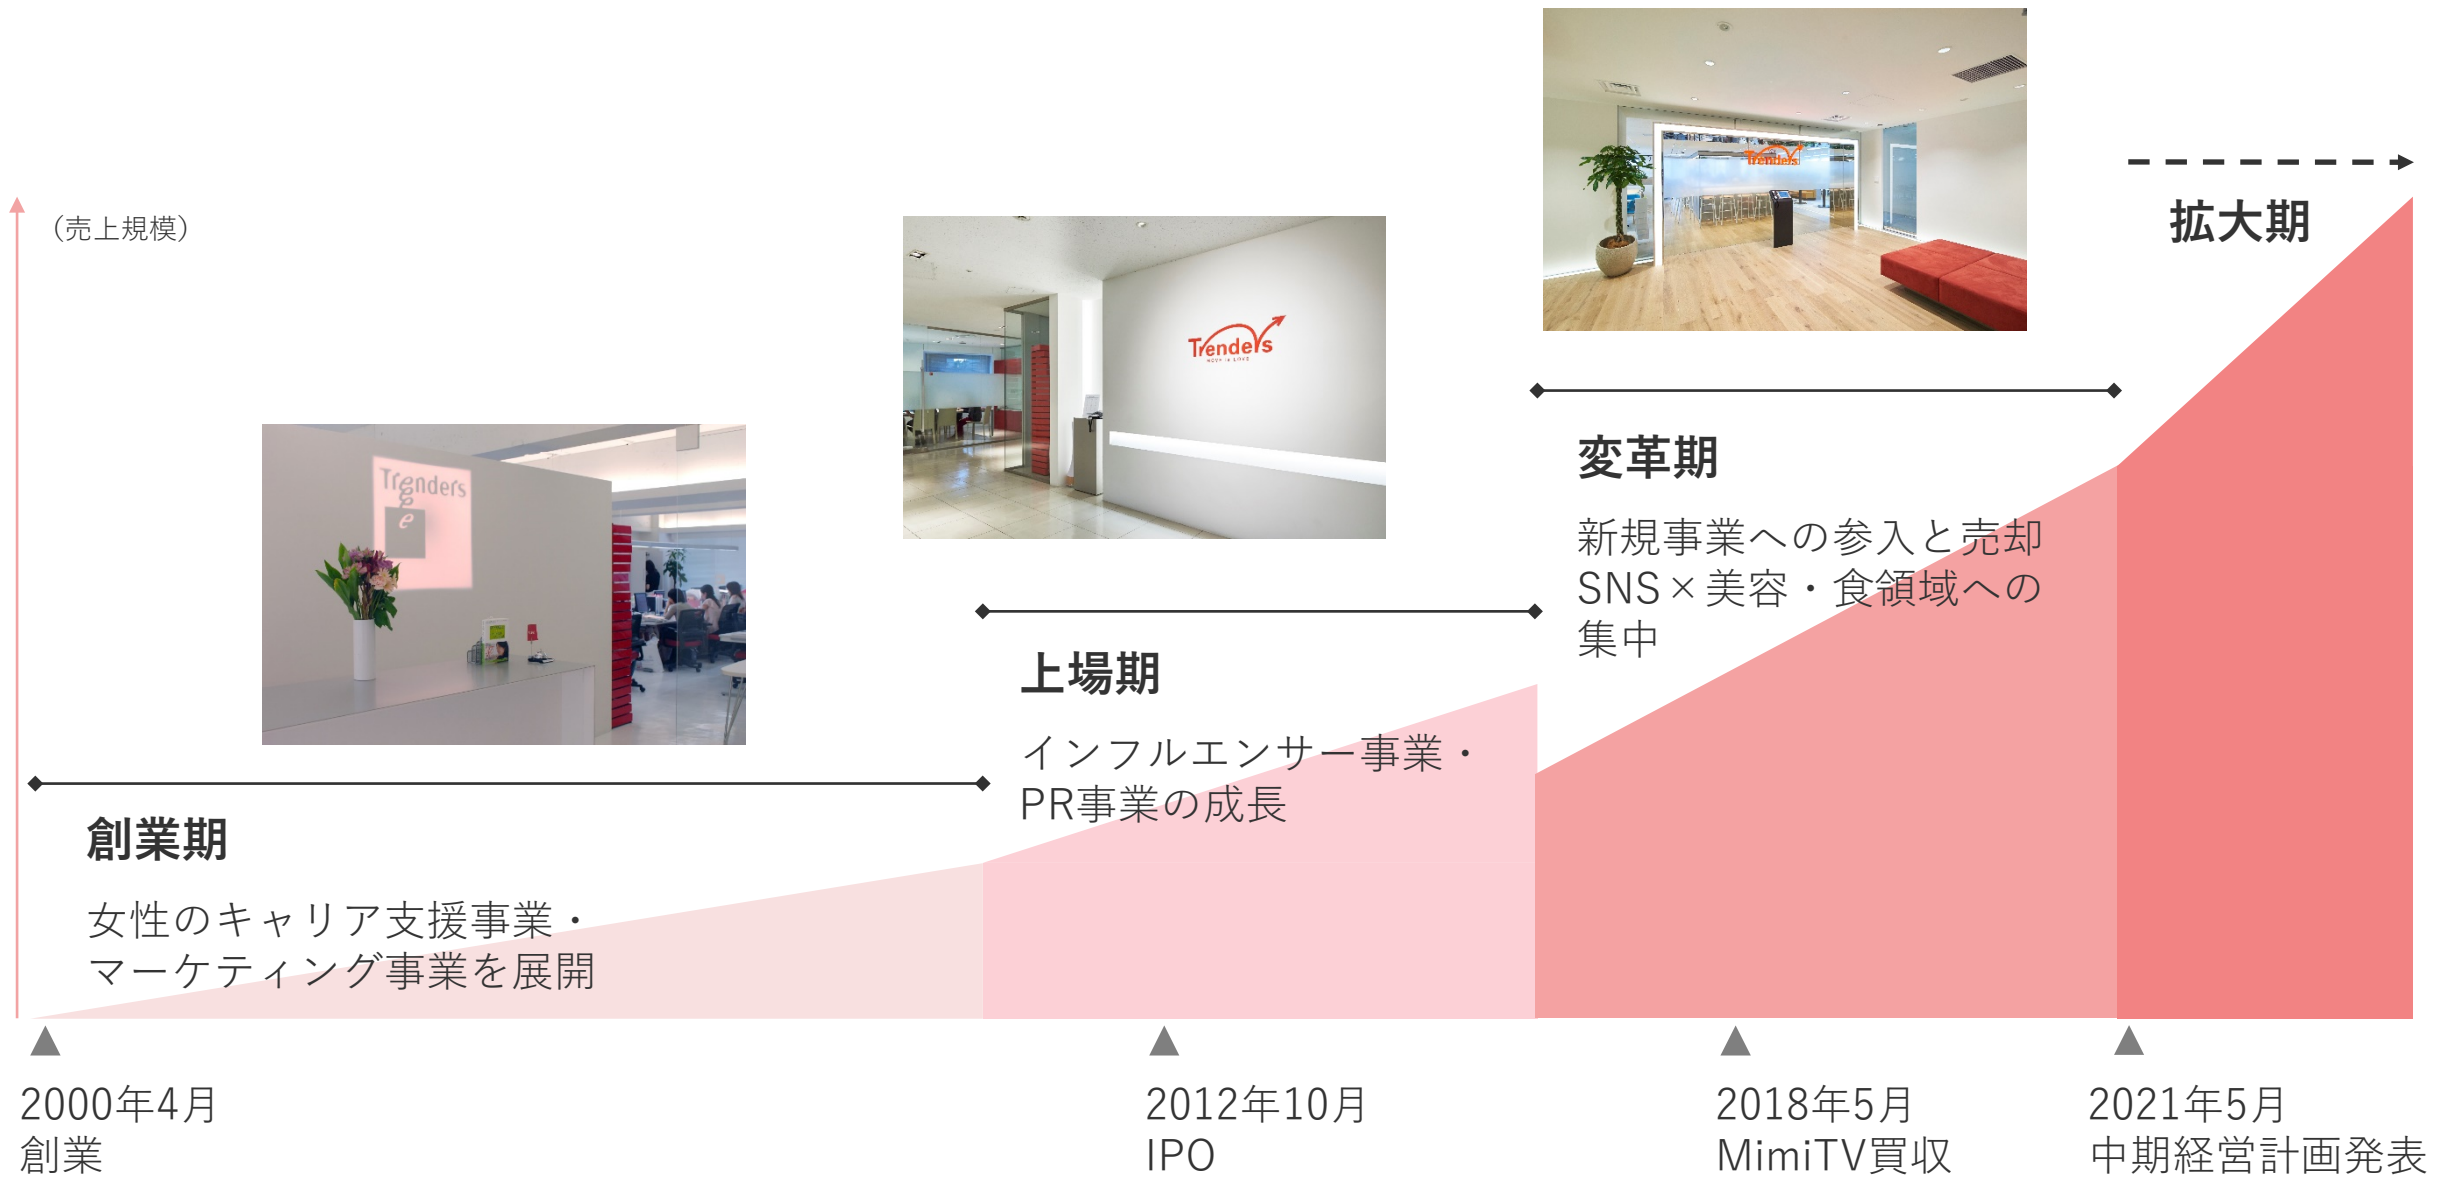 （売上規模）
Trenders
e
Trenders
Trenders
創業期
女性のキャリア支援事業・
マーケティング事業を展開
上場期
インフルエンサー事業・
PR事業の成長
変革期
新規事業への参入と売却
SNS×美容・食領域への
集中
拡大期
2000年4月
創業
2012年10月
IPO
2018年5月
MimiTV買収
2021年5月
中期経営計画発表